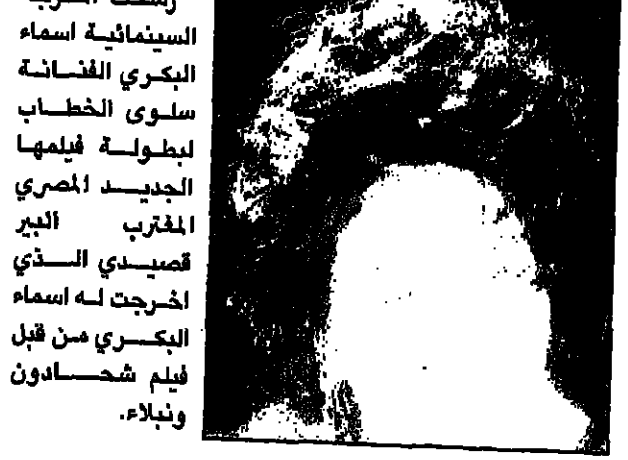 السينمائية اسماء
البكري الفنانة
سلوى الخطاب
لبطولة فيلمها
الجديد المصري
المغترب البير
قصيدي الذي
اخرجت له اسماء
البكري من قبل
فيلم شحادون
ونبلاء.